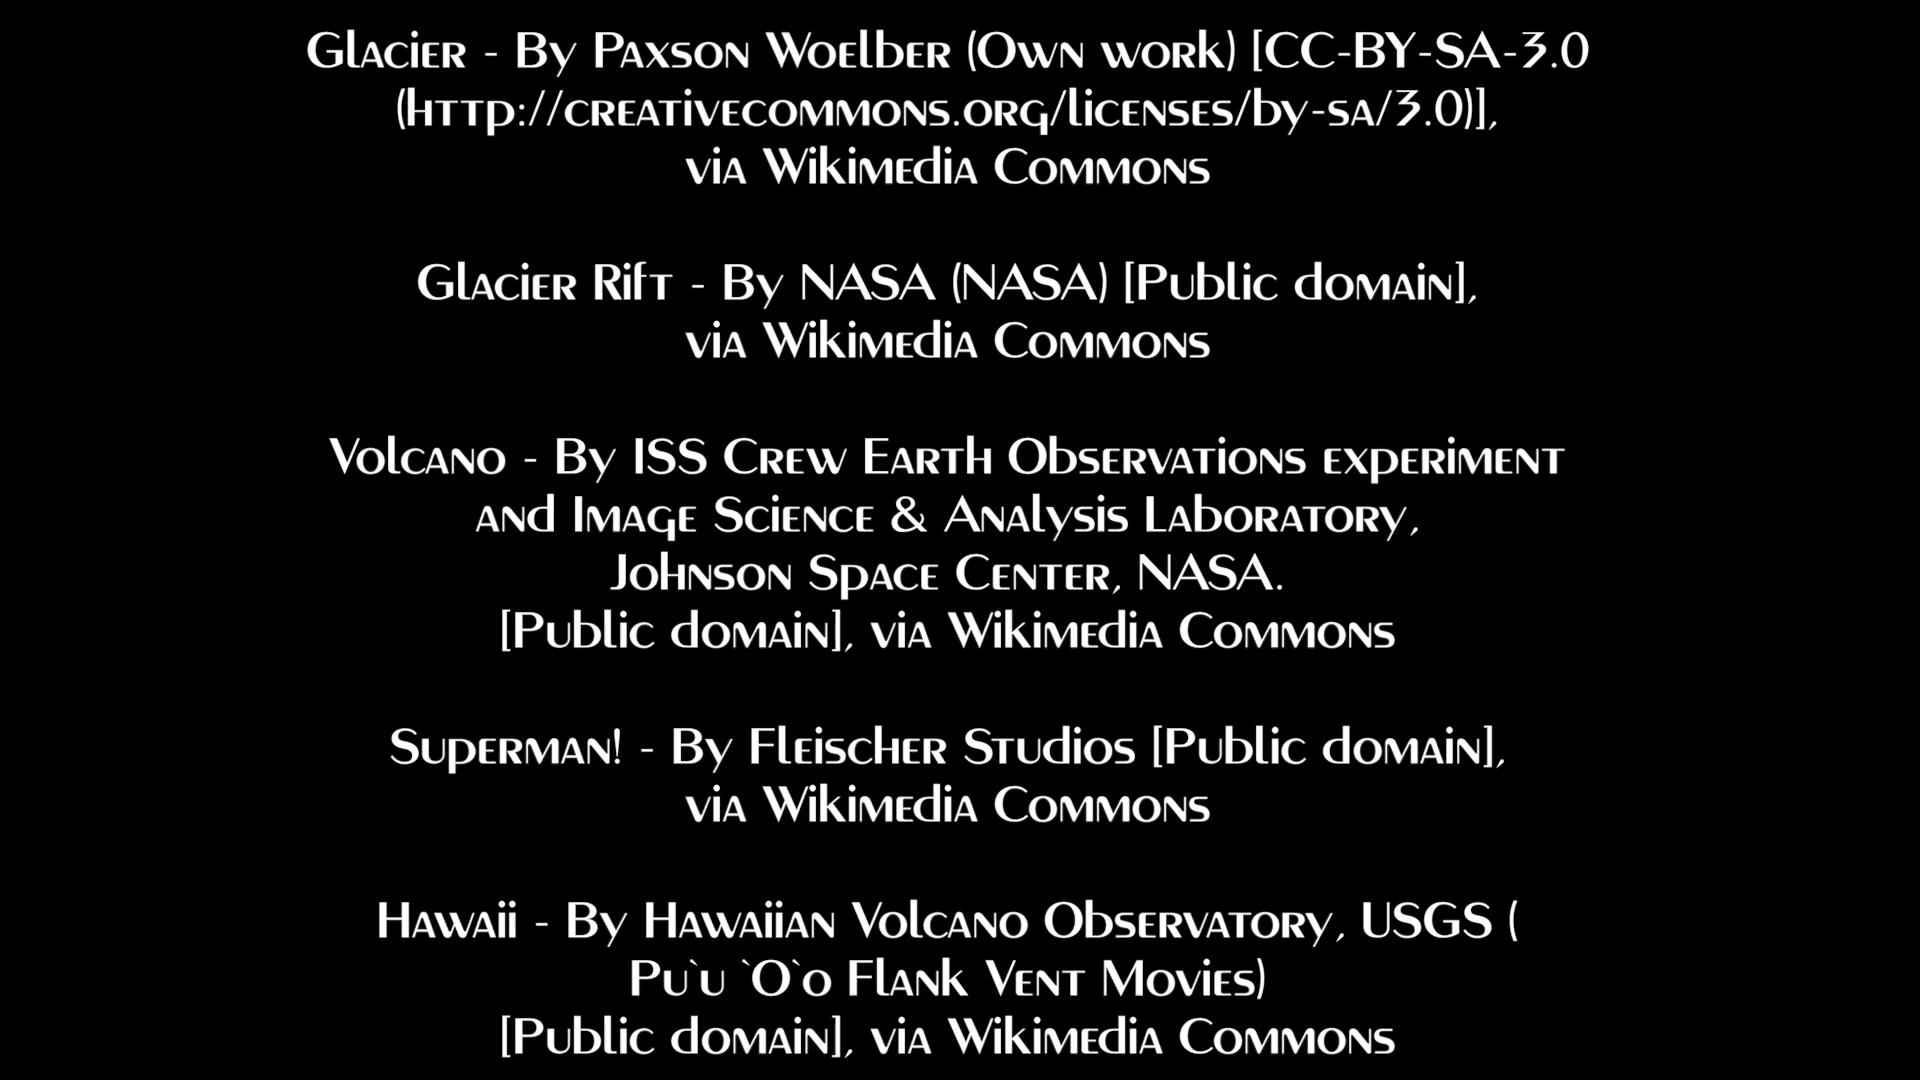 Glacier - By Paxson Woelber (Own work) [CC-BY-SA-3.0
(http://creativecommons.org/licenses/by-sa/3.0)],
via Wikimedia Commons
Glacier Rift - By NASA (NASA) [Public domain],
via Wikimedia Commons
Volcano - By ISS Crew Earth Observations experiment
and Image Science & Analysis Laboratory,
Johnson Space Center, NASA.
[Public domain], via Wikimedia Commons
Superman! - By Fleischer Studios [Public domain],
via Wikimedia Commons
Hawaii - By Hawaiian Volcano Observatory, USGS (
Pu`u `O`o Flank Vent Movies)
[Public domain], via Wikimedia Commons